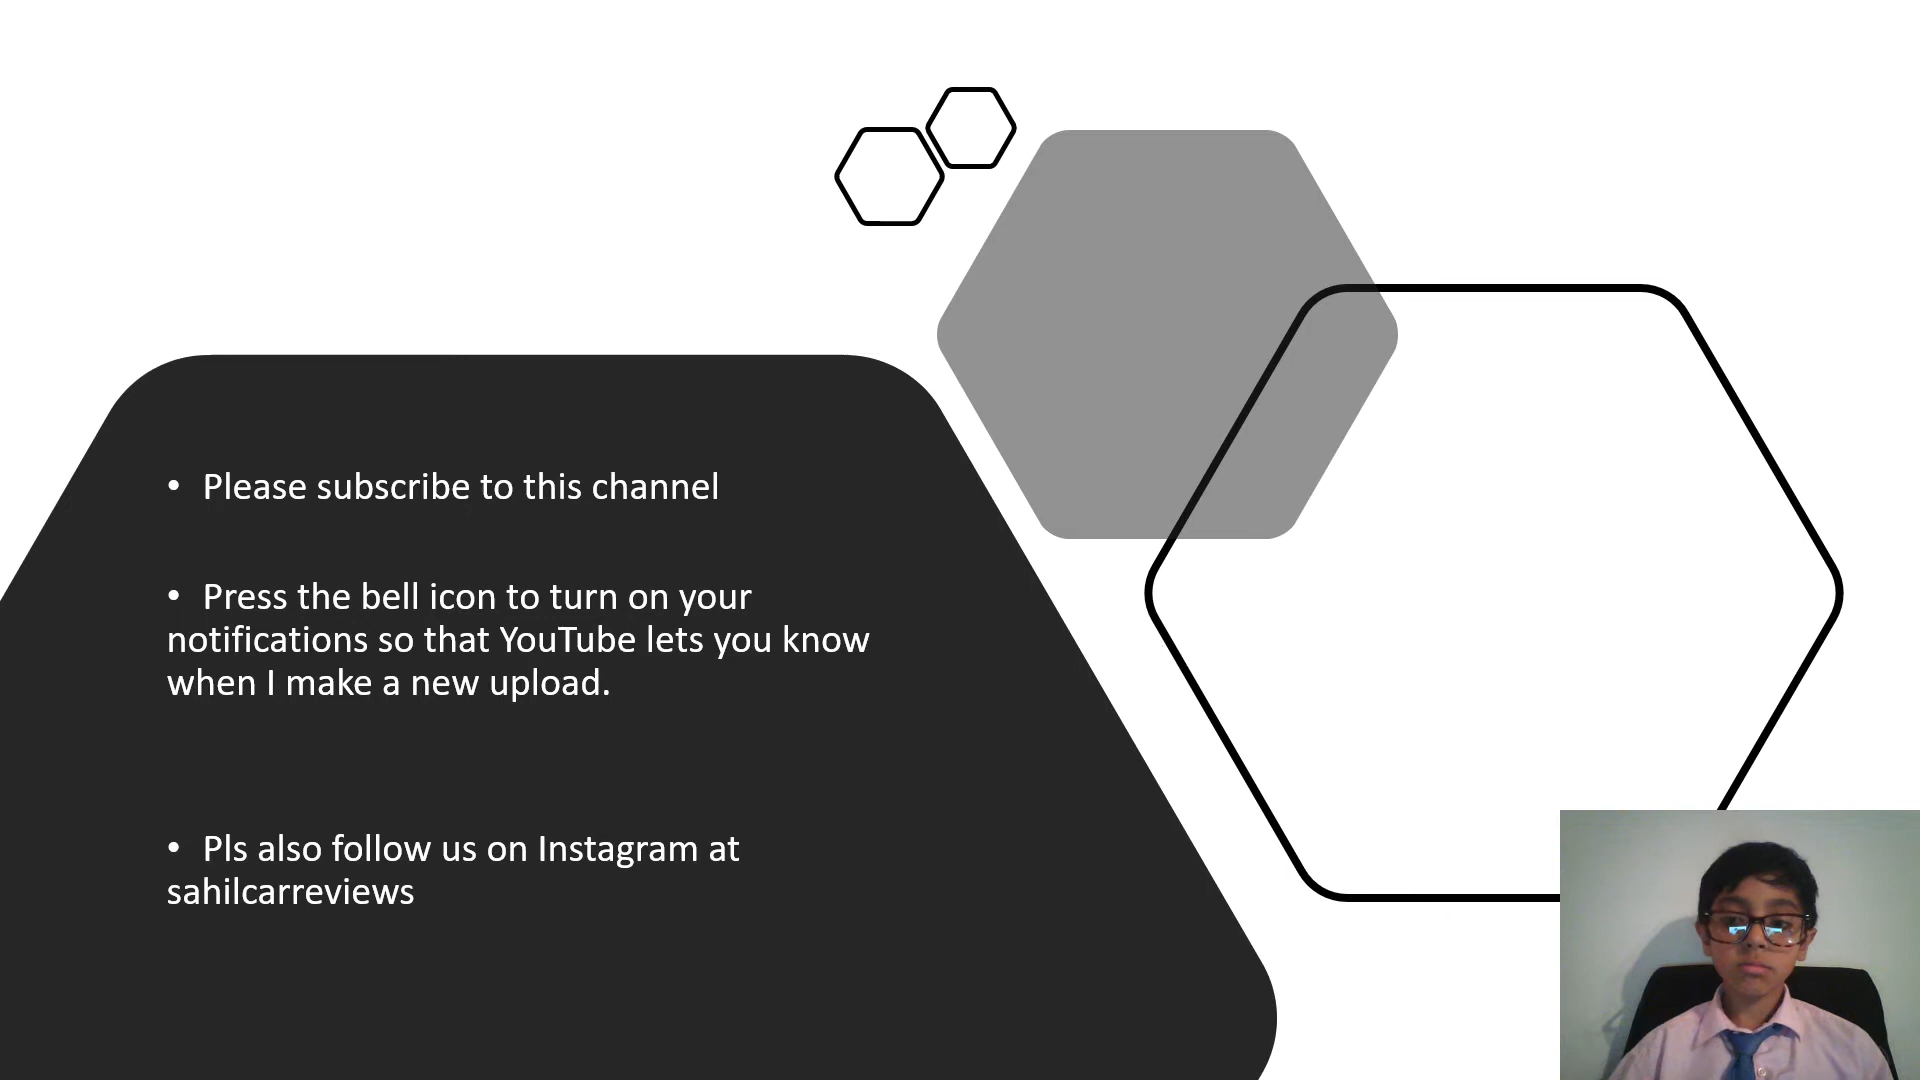 • Please subscribe to this channel
• Press the bell icon to turn on your
notifications so that YouTube lets you know
when I make a new upload.
• Pls also follow us on Instagram at
sahilcarreviews